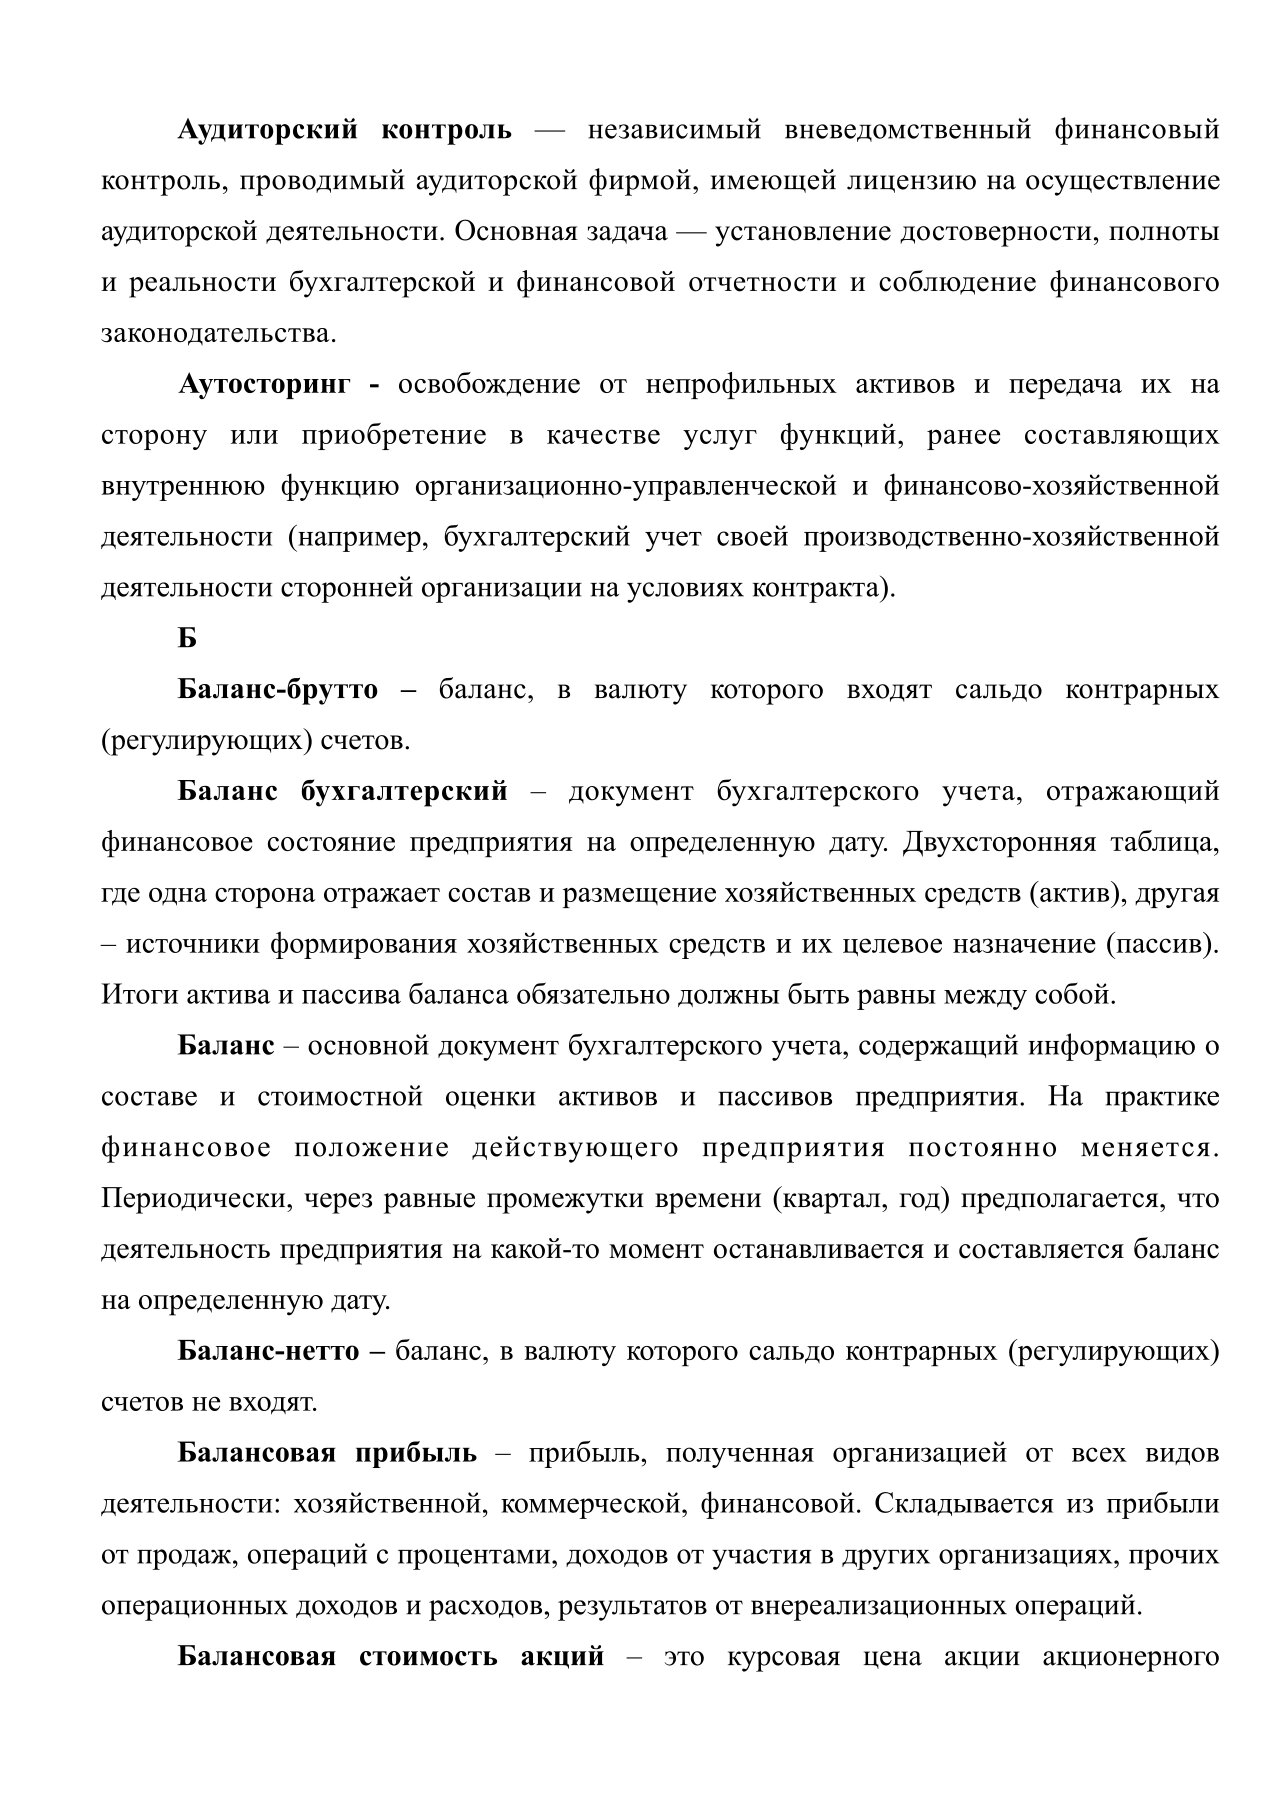 Аудиторский контроль — независимый вневедомственный финансовый
контроль, проводимый аудиторской фирмой, имеющей лицензию на осуществление
аудиторской деятельности. Основная задача — установление достоверности, полноты
и реальности бухгалтерской и финансовой отчетности и соблюдение финансового
законодательства.
Аутосторинг - освобождение от непрофильных активов и передача их на
сторону или приобретение в качестве услуг функций, ранее составляющих
внутреннюю функцию организационно-управленческой и финансово-хозяйственной
деятельности (например, бухгалтерский учет своей производственно-хозяйственной
деятельности сторонней организации на условиях контракта).
Б
Баланс-брутто – баланс, в валюту которого входят сальдо контрарных
(регулирующих) счетов.
Баланс бухгалтерский – документ бухгалтерского учета, отражающий
финансовое состояние предприятия на определенную дату. Двухсторонняя таблица,
где одна сторона отражает состав и размещение хозяйственных средств (актив), другая
– источники формирования хозяйственных средств и их целевое назначение (пассив).
Итоги актива и пассива баланса обязательно должны быть равны между собой.
Баланс – основной документ бухгалтерского учета, содержащий информацию о
составе и стоимостной оценки активов и пассивов предприятия. На практике
финансовое положение действующего предприятия постоянно меняется.
Периодически, через равные промежутки времени (квартал, год) предполагается, что
деятельность предприятия на какой-то момент останавливается и составляется баланс
на определенную дату.
Баланс-нетто – баланс, в валюту которого сальдо контрарных (регулирующих)
счетов не входят.
Балансовая прибыль – прибыль, полученная организацией от всех видов
деятельности: хозяйственной, коммерческой, финансовой. Складывается из прибыли
от продаж, операций с процентами, доходов от участия в других организациях, прочих
операционных доходов и расходов, результатов от внереализационных операций.
Балансовая стоимость акций – это курсовая цена акции акционерного